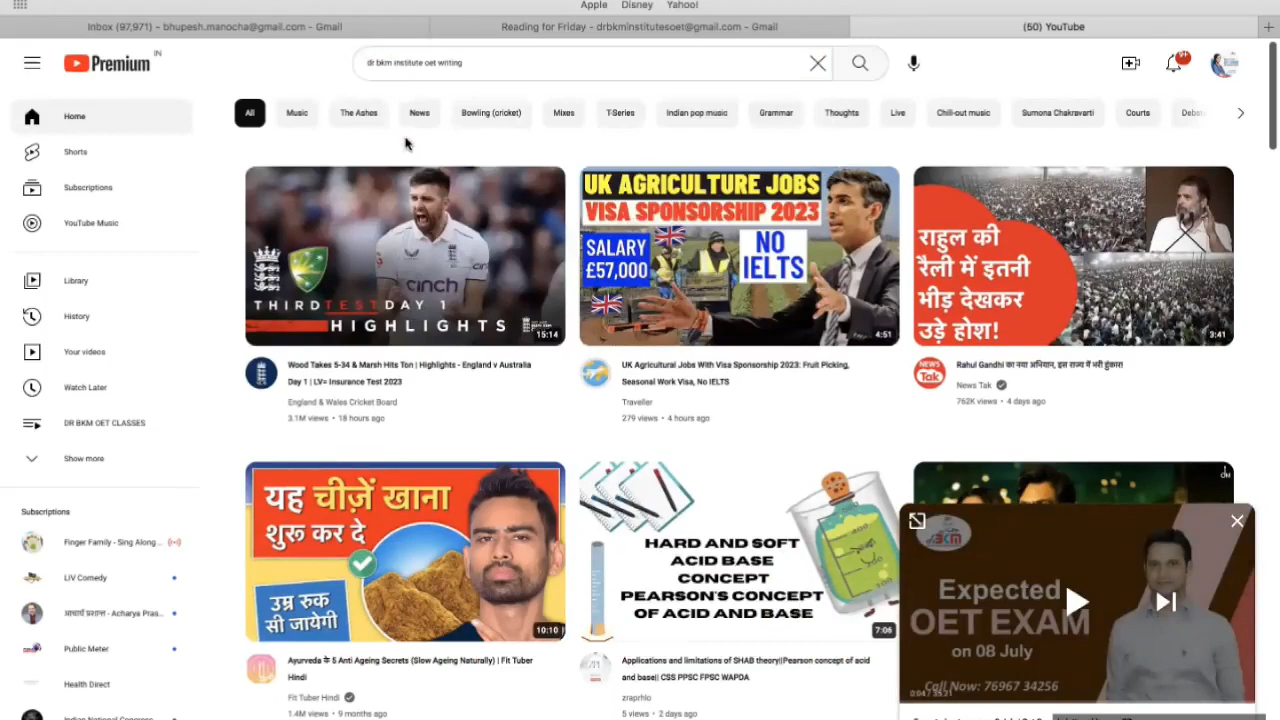 Apple Disney Yahoo!
Inbox (97,971) - bhupesh.manocha@gmail.com - Gmail
Reading for Friday - drbkminstitutesoet@gmail.com - Gmail
(50) YouTube
Premium IN
dr bkm institute oet writing
9+
All Music The Ashes News Bowling (cricket) Mixes T-Series Indian pop music Grammar Thoughts Live Chill-out music Sumona Chakravarti Courts
Home
Shorts
Subscriptions
YouTube Music
Library
History
Your videos
Watch Later
DR BKM OET CLASSES
Show more
Subscriptions
Finger Family - Sing Along...
LIV Comedy
आचार्य प्रशान्त - Acharya Pras...
Public Meter
Health Direct
Indian National Congress
cinch
THIRD TEST DAY 1
HIGHLIGHTS
15:14
Wood Takes 5-34 & Marsh Hits Ton | Highlights - England v Australia
Day 1 | LV= Insurance Test 2023
England & Wales Cricket Board
3.1M views • 18 hours ago
UK AGRICULTURE JOBS
VISA SPONSORSHIP 2023
SALARY
£57,000
NO
IELTS
4:51
UK Agricultural Jobs With Visa Sponsorship 2023: Fruit Picking,
Seasonal Work Visa, No IELTS
Traveller
279 views • 4 hours ago
राहुल की
रैली में इतनी
भीड़ देखकर
उड़े होश!
3:41
NEWS
Tak
Rahul Gandhi का नया अभियान, इस राज्य में भरी हुंकार!
News Tak
762K views • 4 days ago
यह चीज़ें खाना
शुरू कर दे
उम्र रुक
सी जायेगी
10:10
Ayurveda के 5 Anti Ageing Secrets (Slow Ageing Naturally) | Fit Tuber
Hindi
Fit Tuber Hindi
1.4M views • 9 months ago
HARD AND SOFT
ACID BASE
CONCEPT
PEARSON'S CONCEPT
OF ACID AND BASE
7:06
Applications and limitations of SHAB theory||Pearson concept of acid
and base|| CSS PPSC FPSC WAPDA
zraprhlo
5 views • 2 days ago
BKM
Expected
OET EXAM
on 08 July
Call Now: 76967 34256